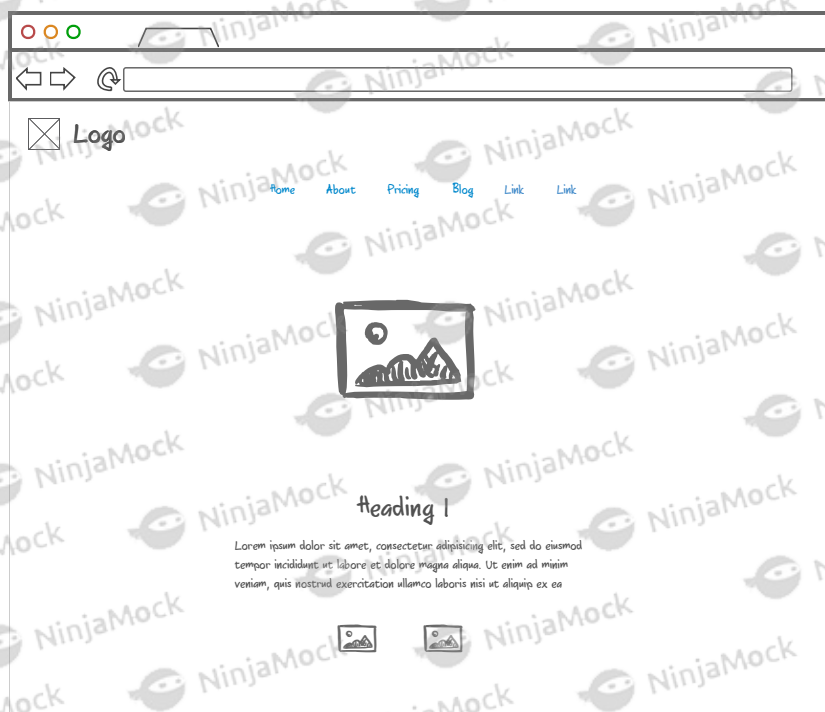 Logo
Home About Pricing Blog Link Link
Heading 1
Lorem ipsum dolor sit amet, consectetur adipisicing elit, sed do eiusmod
tempor incididunt ut labore et dolore magna aliqua. Ut enim ad minim
veniam, quis nostrud exercitation ullamco laboris nisi ut aliquip ex ea
NinjaMock